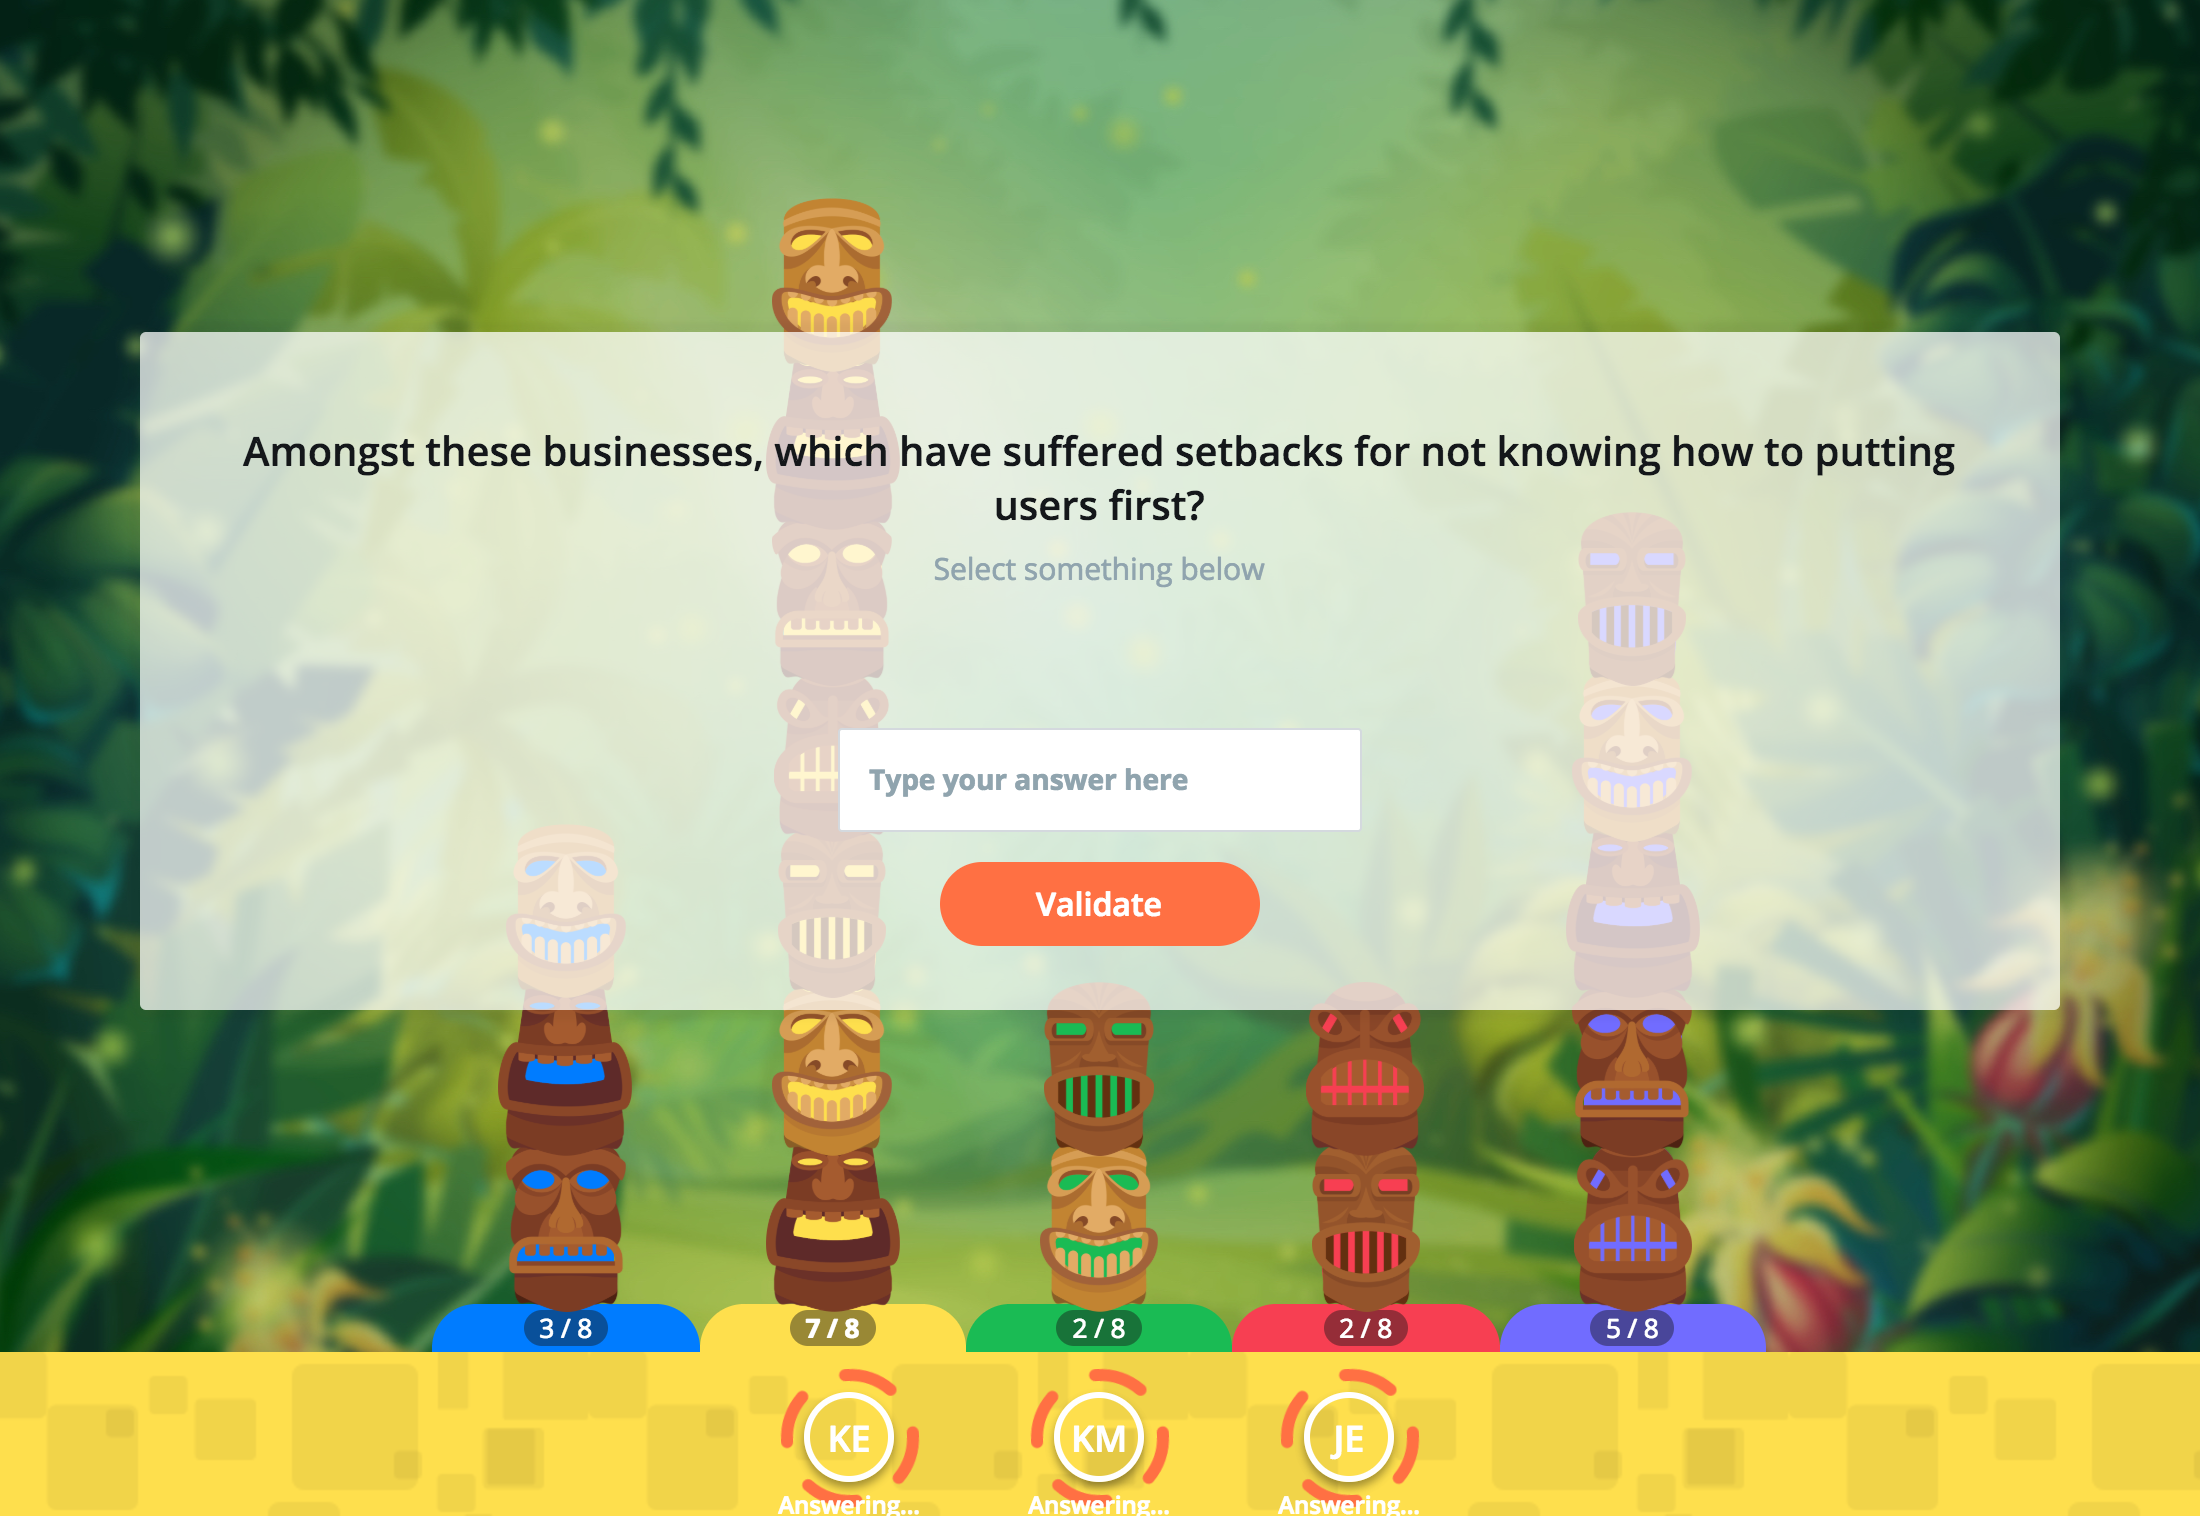 Amongst these businesses, which have suffered setbacks for not knowing how to putting
users first?
Select something below
Type your answer here
Validate
3 / 8
7 / 8
2 / 8
2 / 8
5 / 8
KE
KM
JE
Answering...
Answering...
Answering...